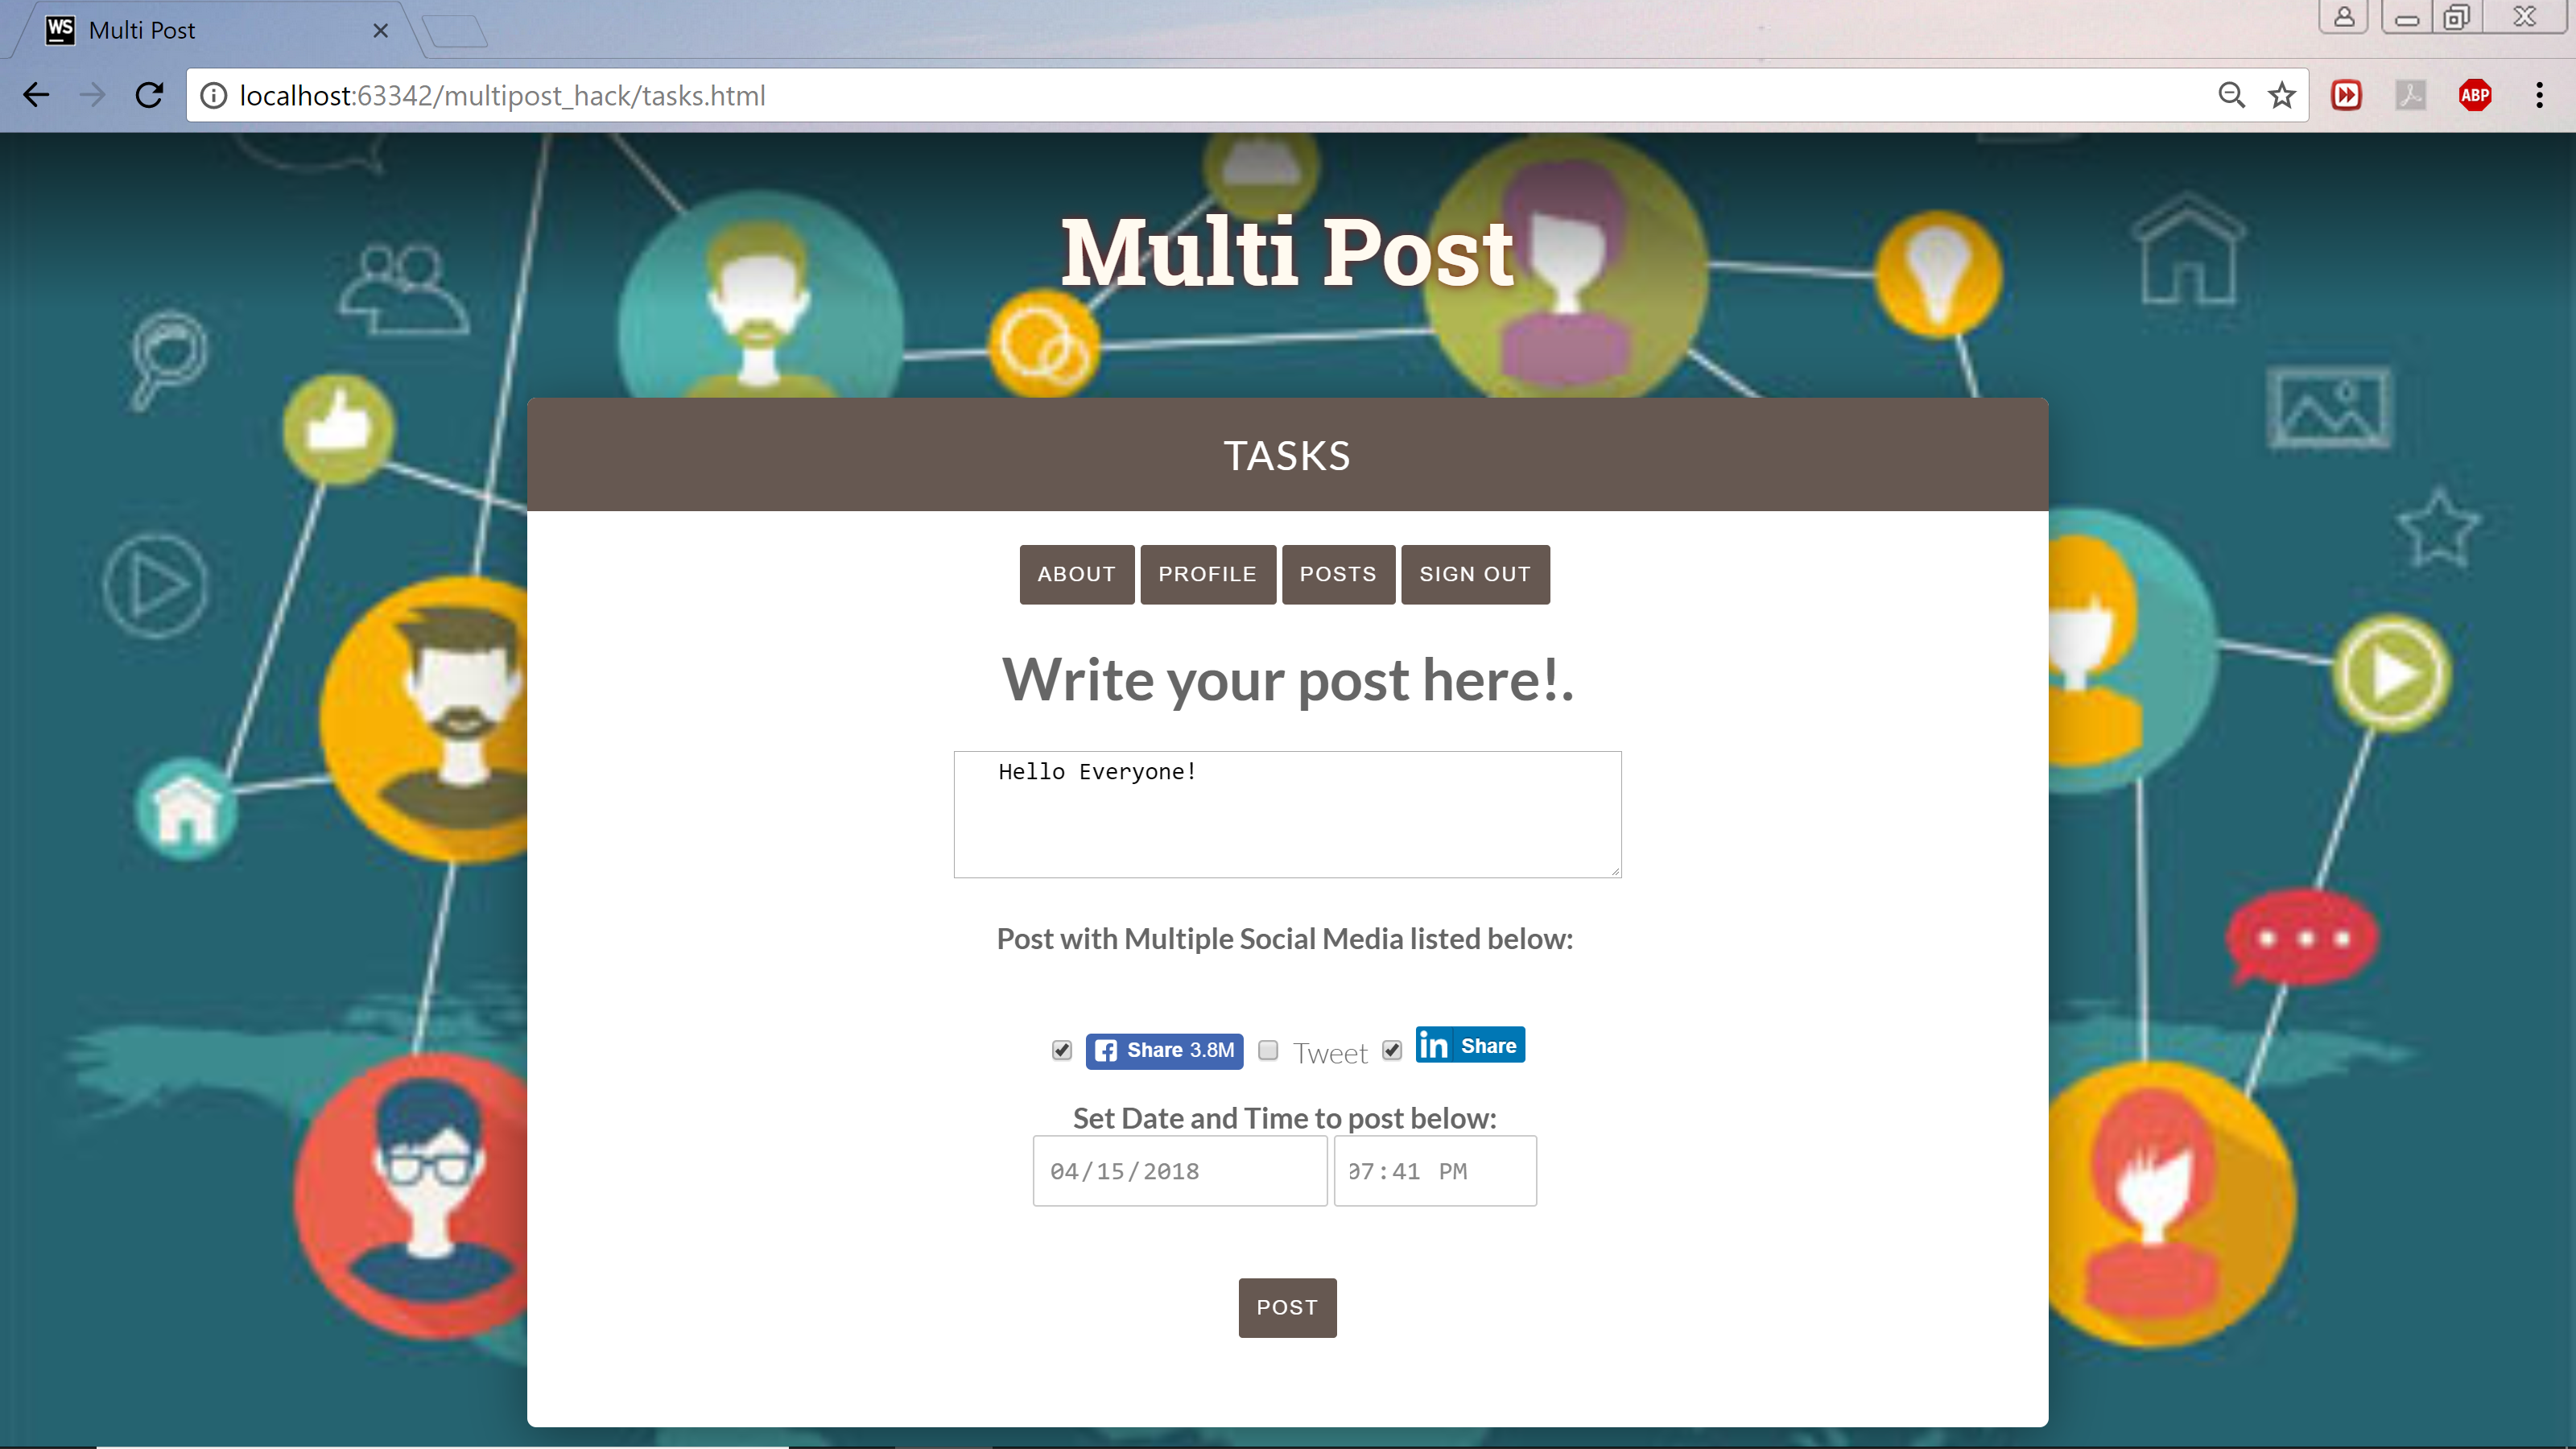 WS Multi Post
localhost:63342/multipost_hack/tasks.html
ABP
Multi Post
TASKS
ABOUT PROFILE POSTS SIGN OUT
Write your post here!.
Hello Everyone!
Post with Multiple Social Media listed below:
Share 3.8M Tweet in Share
Set Date and Time to post below:
04/15/2018 07:41 PM
POST